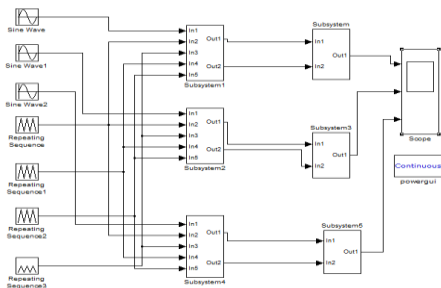 Sine Wave
Sine Wave1
Sine Wave2
Repeating
Sequence
Repeating
Sequence1
Repeating
Sequence2
Repeating
Sequence3
In1
In2
In3
In4
In5
Out1
Out2
Subsystem1
In1
In2
In3
In4
In5
Out1
Out2
Subsystem2
In1
In2
In3
In4
In5
Out1
Out2
Subsystem4
Subsystem
In1
In2
Out1
Subsystem3
In1
In2
Out1
Subsystem5
In1
In2
Out1
Scope
Continuous
powergui